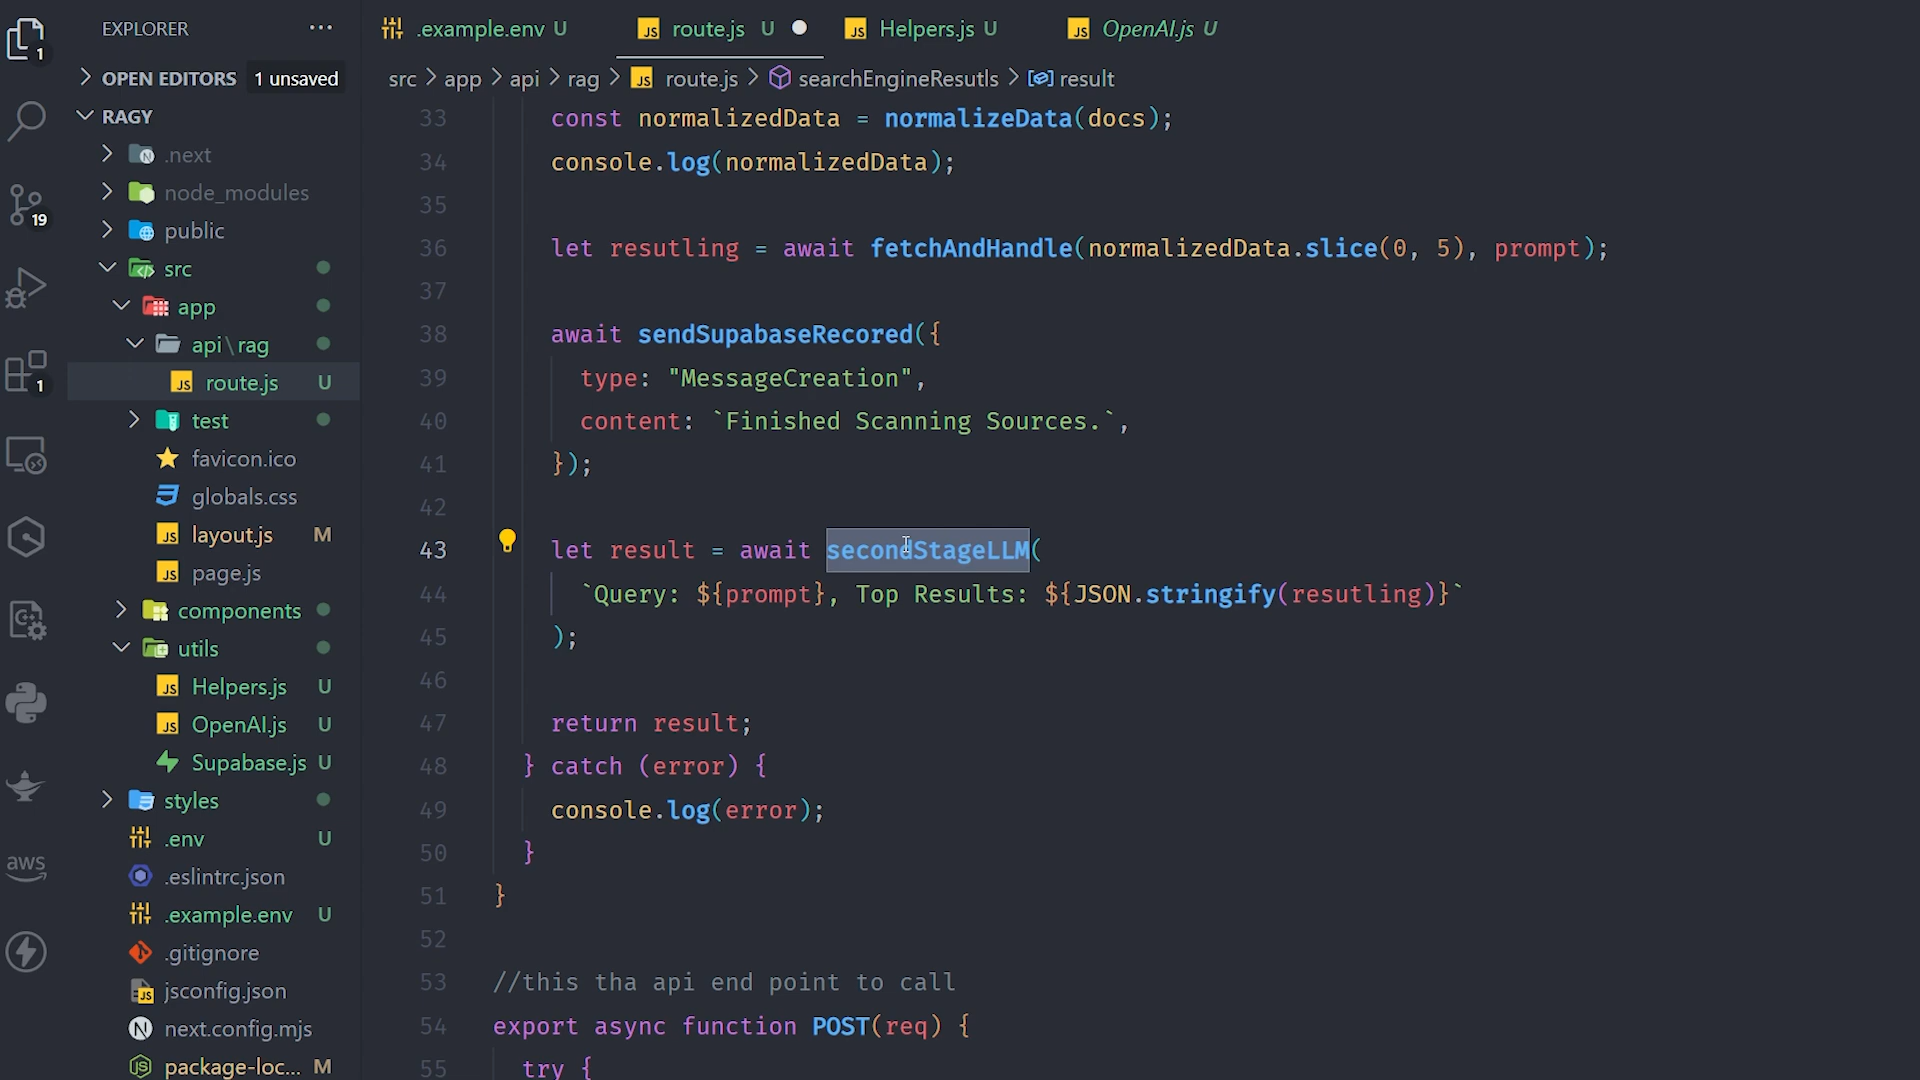 EXPLORER ···
OPEN EDITORS 1 unsaved
RAGY
.next
node_modules
public
src
app
api\rag
route.js U
test
favicon.ico
globals.css
layout.js M
page.js
components
utils
Helpers.js U
OpenAI.js U
Supabase.js U
styles
.env U
.eslintrc.json
.example.env U
.gitignore
jsconfig.json
next.config.mjs
package-loc... M
1
19
1
aws
.example.env U
route.js U
Helpers.js U
OpenAI.js U
src > app > api > rag > route.js > searchEngineResutls > result
33 const normalizedData = normalizeData(docs);
34 console.log(normalizedData);
35
36 let resutling = await fetchAndHandle(normalizedData.slice(0, 5), prompt);
37
38 await sendSupabaseRecored({
39 type: "MessageCreation",
40 content: `Finished Scanning Sources.`,
41 });
42
43 let result = await secondStageLLM(
44 `Query: ${prompt}, Top Results: ${JSON.stringify(resutling)}`
45 );
46
47 return result;
48 } catch (error) {
49 console.log(error);
50 }
51 }
52
53 //this tha api end point to call
54 export async function POST(req) {
55 try {